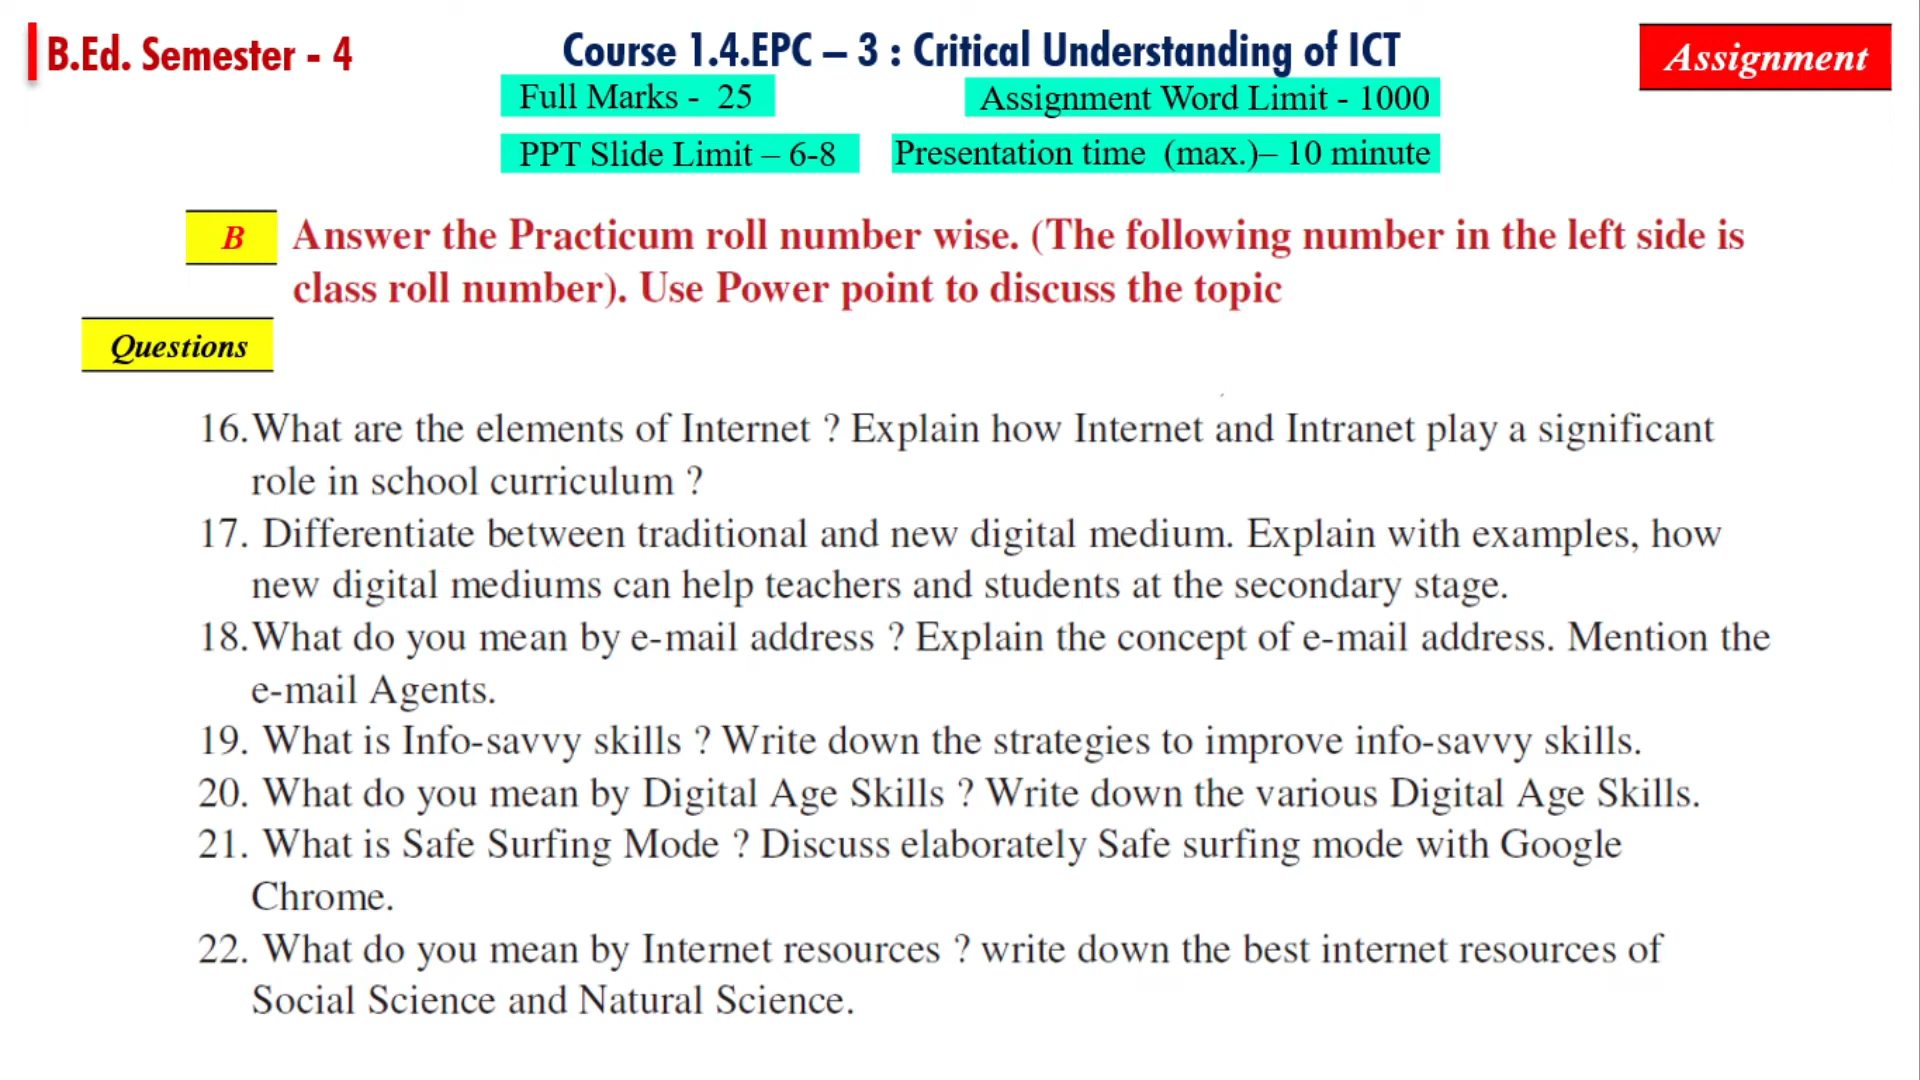 B.Ed. Semester - 4
Course 1.4.EPC – 3 : Critical Understanding of ICT
Assignment
Full Marks -  25
Assignment Word Limit - 1000
PPT Slide Limit – 6-8
Presentation time  (max.)– 10 minute
B
Answer the Practicum roll number wise. (The following number in the left side is
class roll number). Use Power point to discuss the topic
Questions
16.What are the elements of Internet ? Explain how Internet and Intranet play a significant
role in school curriculum ?
17. Differentiate between traditional and new digital medium. Explain with examples, how
new digital mediums can help teachers and students at the secondary stage.
18.What do you mean by e-mail address ? Explain the concept of e-mail address. Mention the
e-mail Agents.
19. What is Info-savvy skills ? Write down the strategies to improve info-savvy skills.
20. What do you mean by Digital Age Skills ? Write down the various Digital Age Skills.
21. What is Safe Surfing Mode ? Discuss elaborately Safe surfing mode with Google
Chrome.
22. What do you mean by Internet resources ? write down the best internet resources of
Social Science and Natural Science.